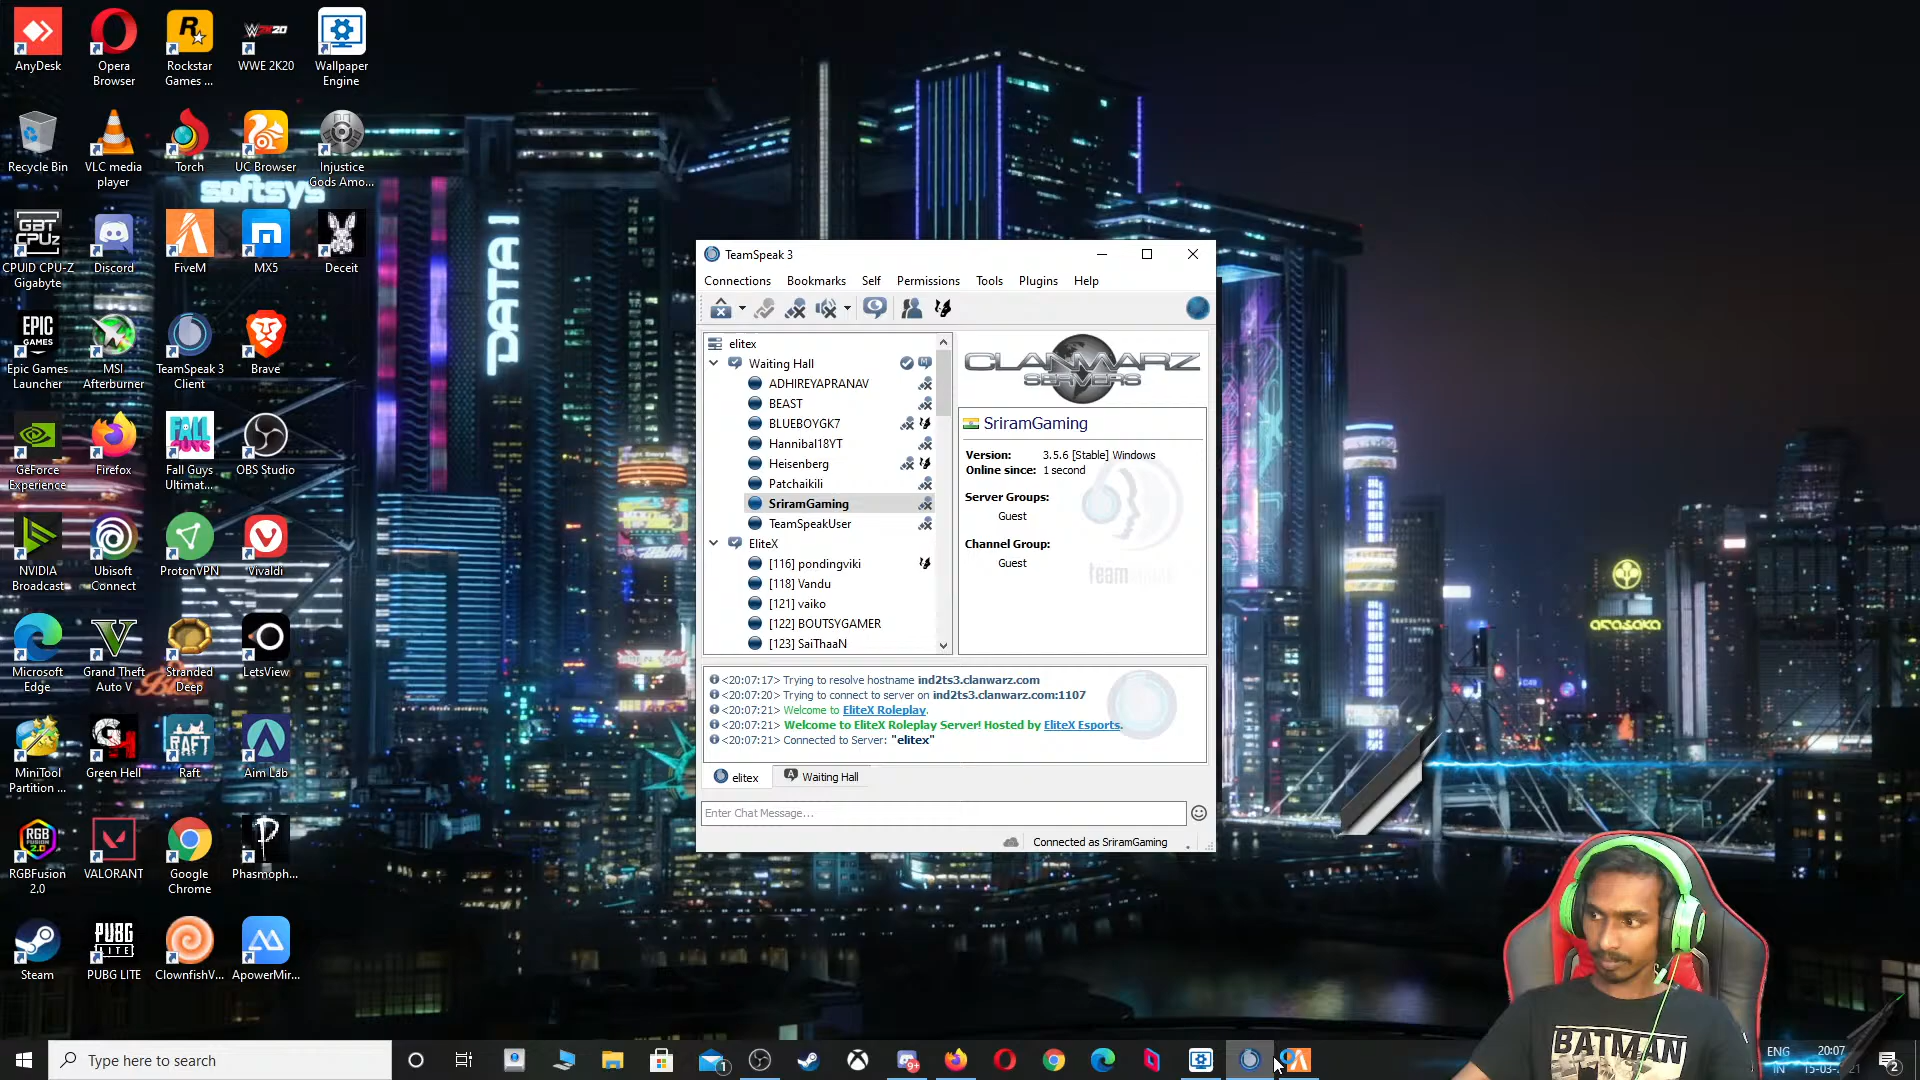 AnyDesk
Opera
Browser
Rockstar
Games ...
WWE 2K20
Wallpaper
Engine
Recycle Bin
VLC media
player
Torch
UC Browser
Injustice
Gods Amo...
softsys
DATA
CPUID CPU-Z
Gigabyte
Discord
FiveM
MX5
Deceit
Epic Games
Launcher
MSI
Afterburner
TeamSpeak 3
Client
Brave
GeForce
Experience
Firefox
Fall Guys
Ultimat...
OBS Studio
NVIDIA
Broadcast
Ubisoft
Connect
ProtonVPN
Vivaldi
Microsoft
Edge
Grand Theft
Auto V
Stranded
Deep
LetsView
MiniTool
Partition ...
Green Hell
Raft
Aim Lab
RGBFusion
2.0
VALORANT
Google
Chrome
Phasmoph...
Steam
PUBG LITE
ClownfishV...
ApowerMir...
TeamSpeak 3
Connections Bookmarks Self Permissions Tools Plugins Help
elitex
Waiting Hall
ADHIREYAPRANAV
BEAST
BLUEBOYGK7
Hannibal18YT
Heisenberg
Patchaikili
SriramGaming
TeamSpeakUser
EliteX
[116] pondingviki
[118] Vandu
[121] vaiko
[122] BOUTSYGAMER
[123] SaiThaaN
CLANWARZ
SERVERS
SriramGaming
Version: 3.5.6 [Stable] Windows
Online since: 1 second
Server Groups:
Guest
Channel Group:
Guest
<20:07:17> Trying to resolve hostname ind2ts3.clanwarz.com
<20:07:20> Trying to connect to server on ind2ts3.clanwarz.com:1107
<20:07:21> Welcome to EliteX Roleplay.
<20:07:21> Welcome to EliteX Roleplay Server! Hosted by EliteX Esports.
<20:07:21> Connected to Server: "elitex"
elitex
Waiting Hall
Enter Chat Message...
Connected as SriramGaming
arasaka
BATMAN
Type here to search
ENG
IN
20:07